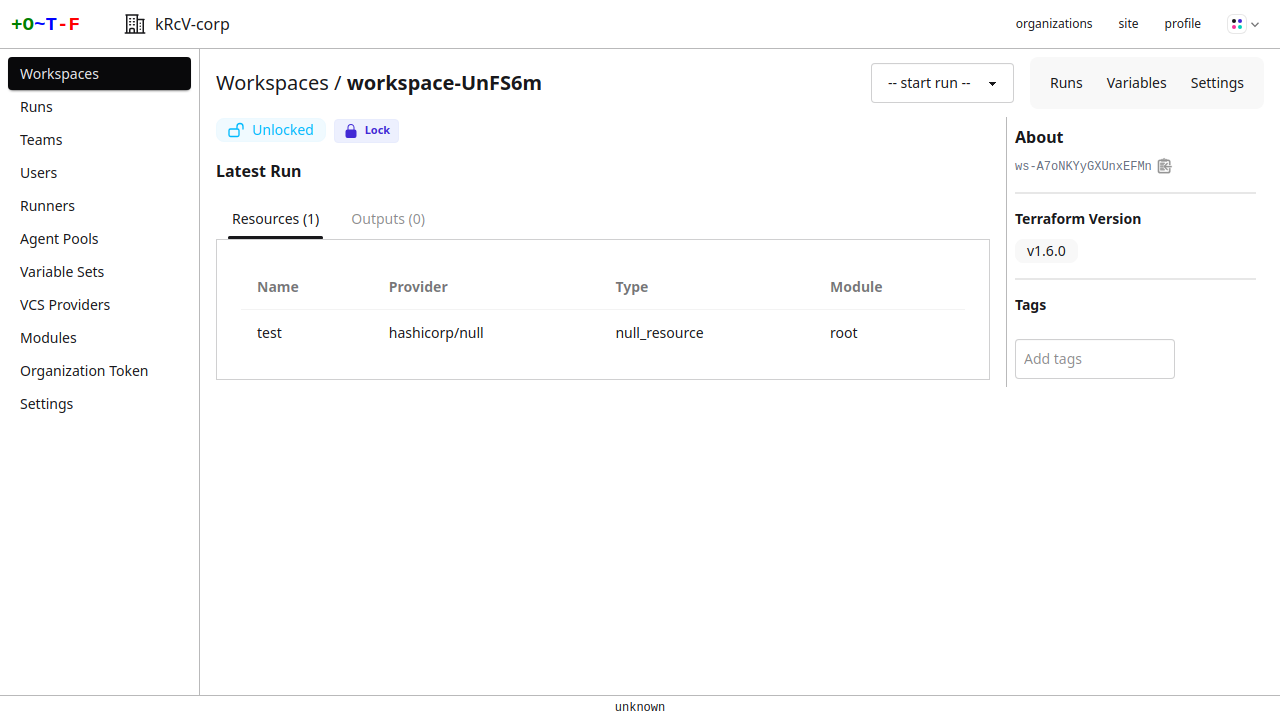 +O~T-F
kRcV-corp
organizations
site
profile
Workspaces
Runs
Teams
Users
Runners
Agent Pools
Variable Sets
VCS Providers
Modules
Organization Token
Settings
Workspaces / workspace-UnFS6m
-- start run --
Runs
Variables
Settings
Unlocked
Lock
Latest Run
Resources (1)
Outputs (0)
Name Provider Type Module
test hashicorp/null null_resource root
About
ws-A7oNKYyGXUnxEFMn
Terraform Version
v1.6.0
Tags
Add tags
unknown